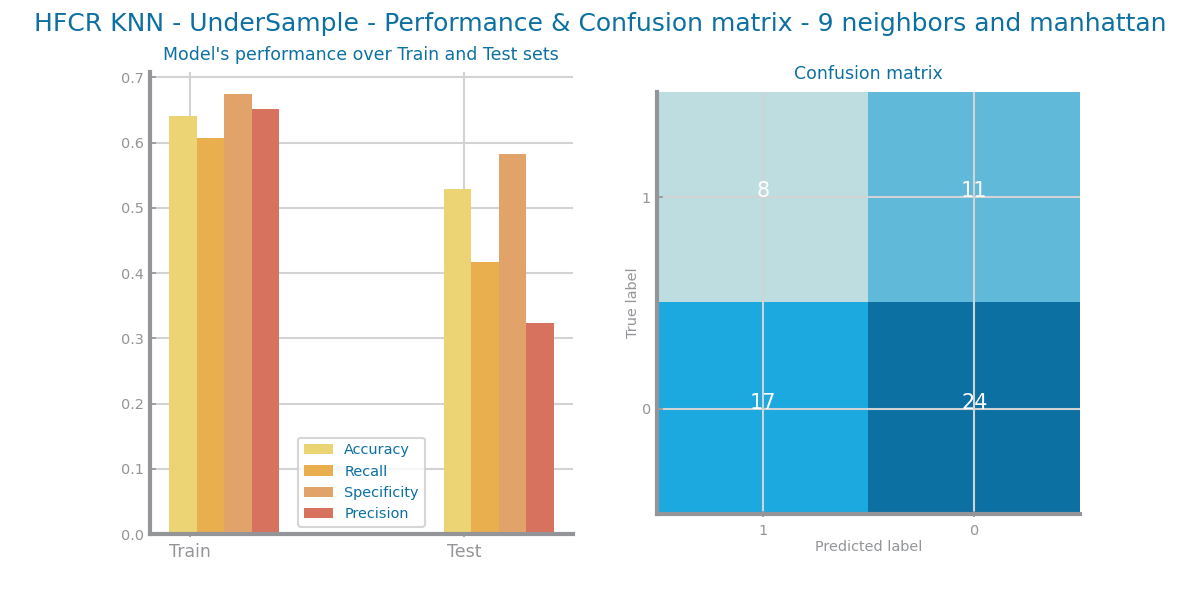 HFCR KNN - UnderSample - Performance & Confusion matrix - 9 neighbors and manhattan
Model's performance over Train and Test sets
0.7
0.6
0.5
0.4
0.3
0.2
0.1
0.0
Train
Test
Accuracy
Recall
Specificity
Precision
Confusion matrix
True label
1
0
8
11
17
24
1
0
Predicted label